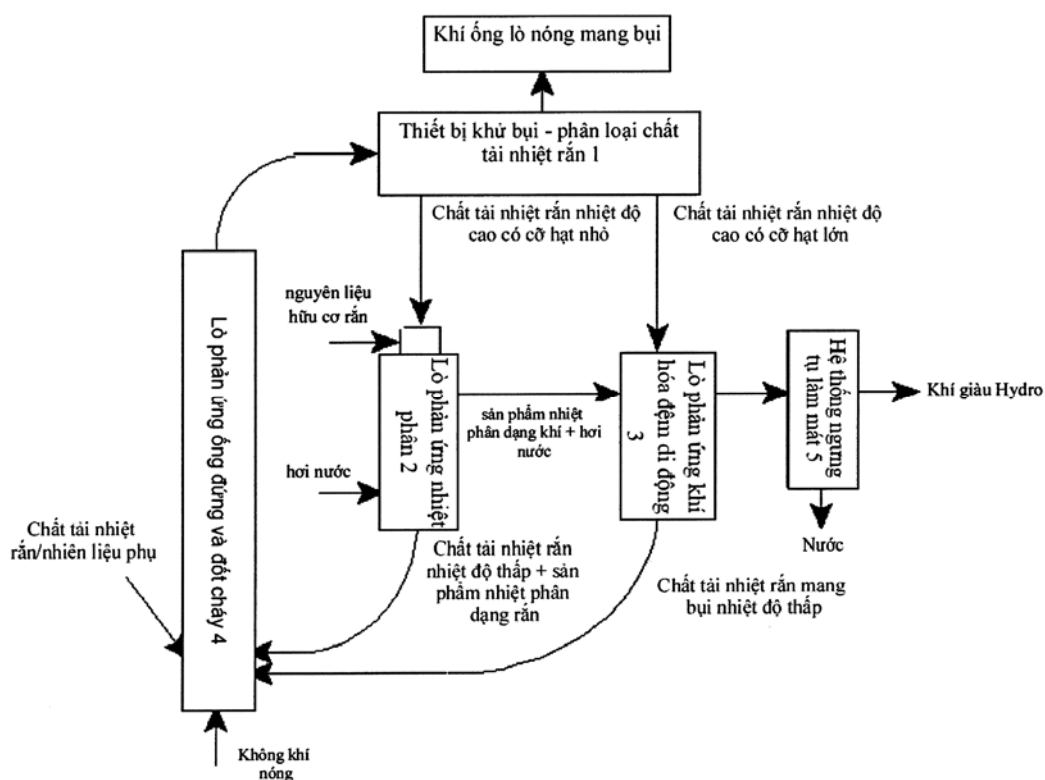 Khí ống lò nóng mang bụi
Thiết bị khử bụi - phân loại chất
tải nhiệt rắn 1
Chất tải nhiệt rắn nhiệt độ
cao có cỡ hạt nhỏ
Chất tải nhiệt rắn nhiệt độ
cao có cỡ hạt lớn
nguyên liệu
hữu cơ rắn
Lò phản ứng ống đứng và đốt cháy 4
Lò phản ứng nhiệt
phân 2
sản phẩm nhiệt
phân dạng khí + hơi
nước
Lò phản ứng khí
hóa đệm di động
3
Hệ thống ngưng
tụ làm mát 5
Khí giàu Hydro
hơi nước
Nước
Chất tải nhiệt
rắn/nhiên liệu phụ
Chất tải nhiệt rắn
nhiệt độ thấp + sản
phẩm nhiệt phân
dạng rắn
Chất tải nhiệt rắn mang
bụi nhiệt độ thấp
Không khí
nóng